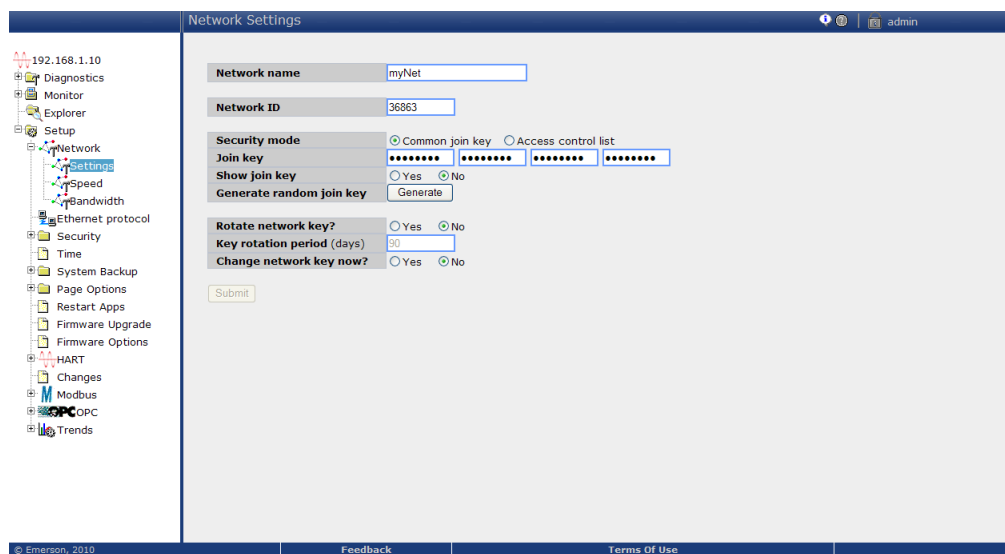 Network Settings
admin
192.168.1.10
Diagnostics
Monitor
Explorer
Setup
Network
Settings
Speed
Bandwidth
Ethernet protocol
Security
Time
System Backup
Page Options
Restart Apps
Firmware Upgrade
Firmware Options
HART
Changes
Modbus
OPC OPC
Trends
Network name myNet
Network ID 36863
Security mode Common join key Access control list
Join key •••••••• •••••••• •••••••• ••••••••
Show join key Yes No
Generate random join key Generate
Rotate network key? Yes No
Key rotation period (days) 90
Change network key now? Yes No
Submit
© Emerson, 2010 Feedback Terms Of Use